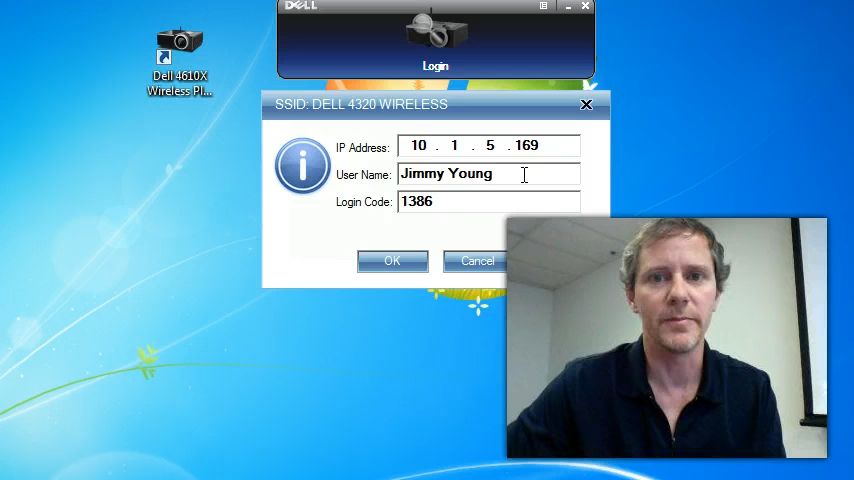 DELL
Login
Dell 4610X
Wireless Pl...
SSID: DELL 4320 WIRELESS
IP Address: 10 . 1 . 5 . 169
User Name: Jimmy Young
Login Code: 1386
OK Cancel